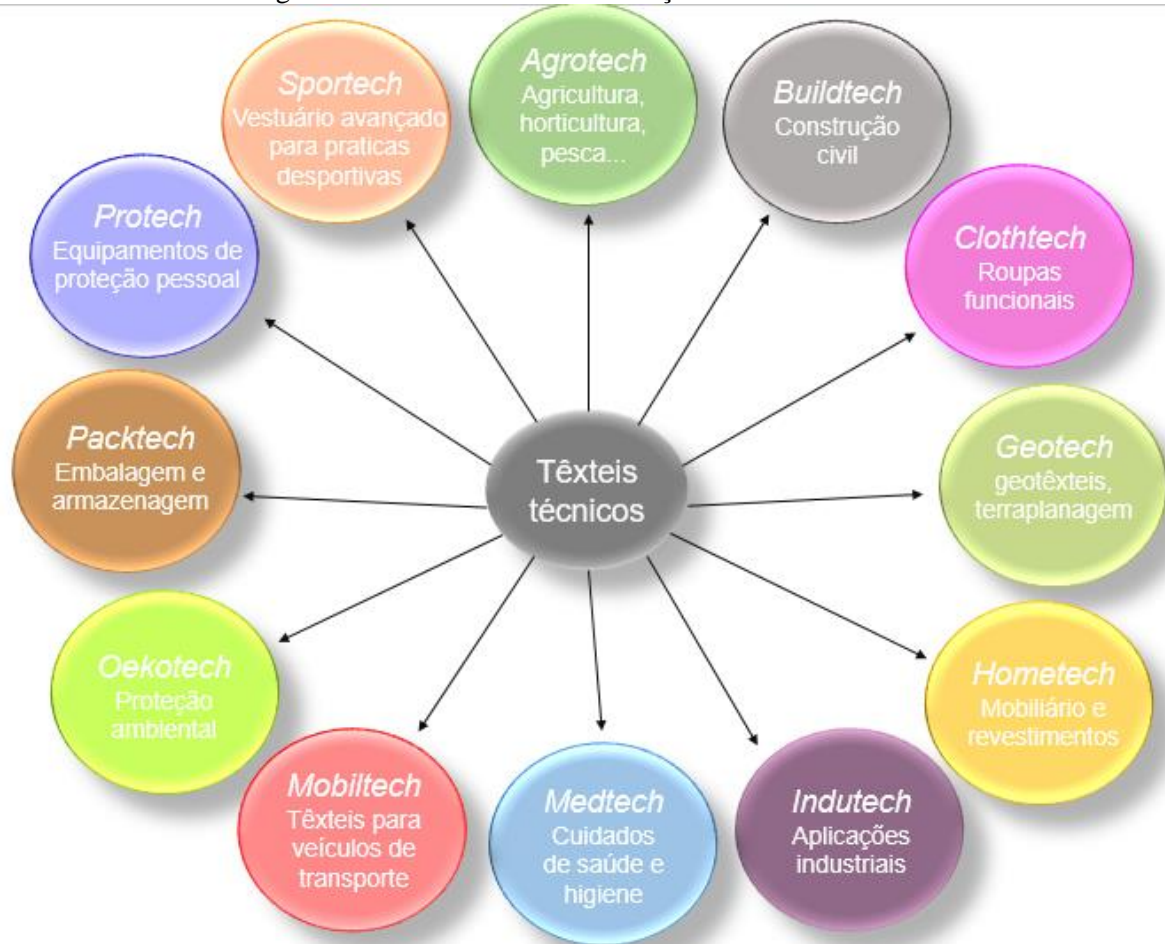 Têxteis
técnicos
Agrotech
Agricultura,
horticultura,
pesca...
Buildtech
Construção
civil
Clothtech
Roupas
funcionais
Geotech
geotêxteis,
terraplanagem
Hometech
Mobiliário e
revestimentos
Indutech
Aplicações
industriais
Medtech
Cuidados
de saúde e
higiene
Mobiltech
Têxteis para
veículos de
transporte
Oekotech
Proteção
ambiental
Packtech
Embalagem e
armazenagem
Protech
Equipamentos de
proteção pessoal
Sportech
Vestuário avançado
para praticas
desportivas